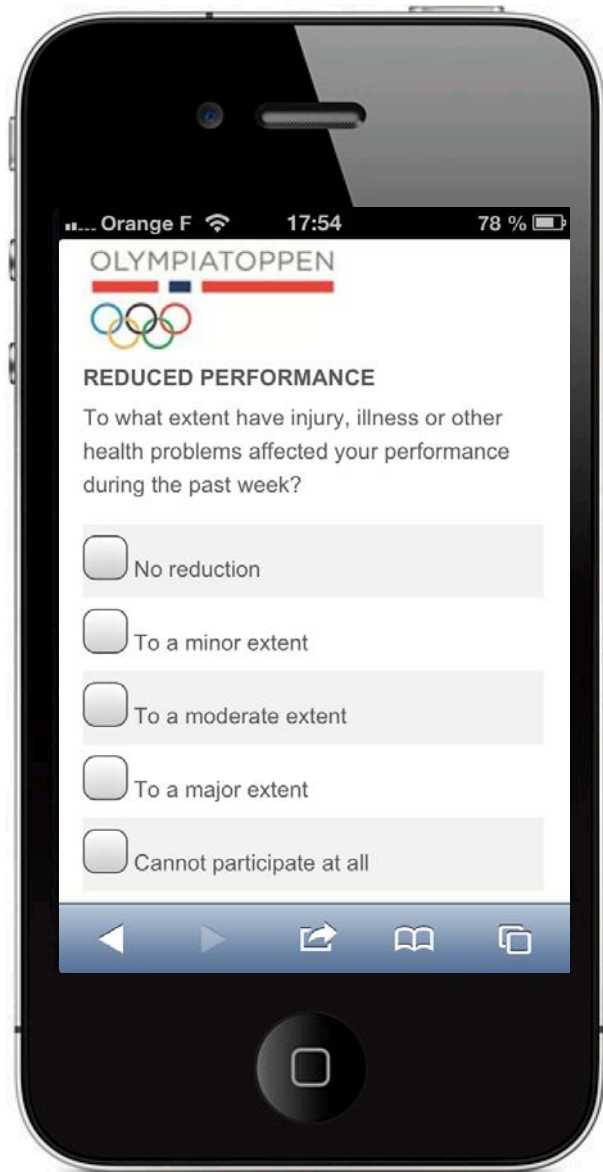 Orange F 17:54 78 %
OLYMPIATOPPEN
REDUCED PERFORMANCE
To what extent have injury, illness or other
health problems affected your performance
during the past week?
No reduction
To a minor extent
To a moderate extent
To a major extent
Cannot participate at all